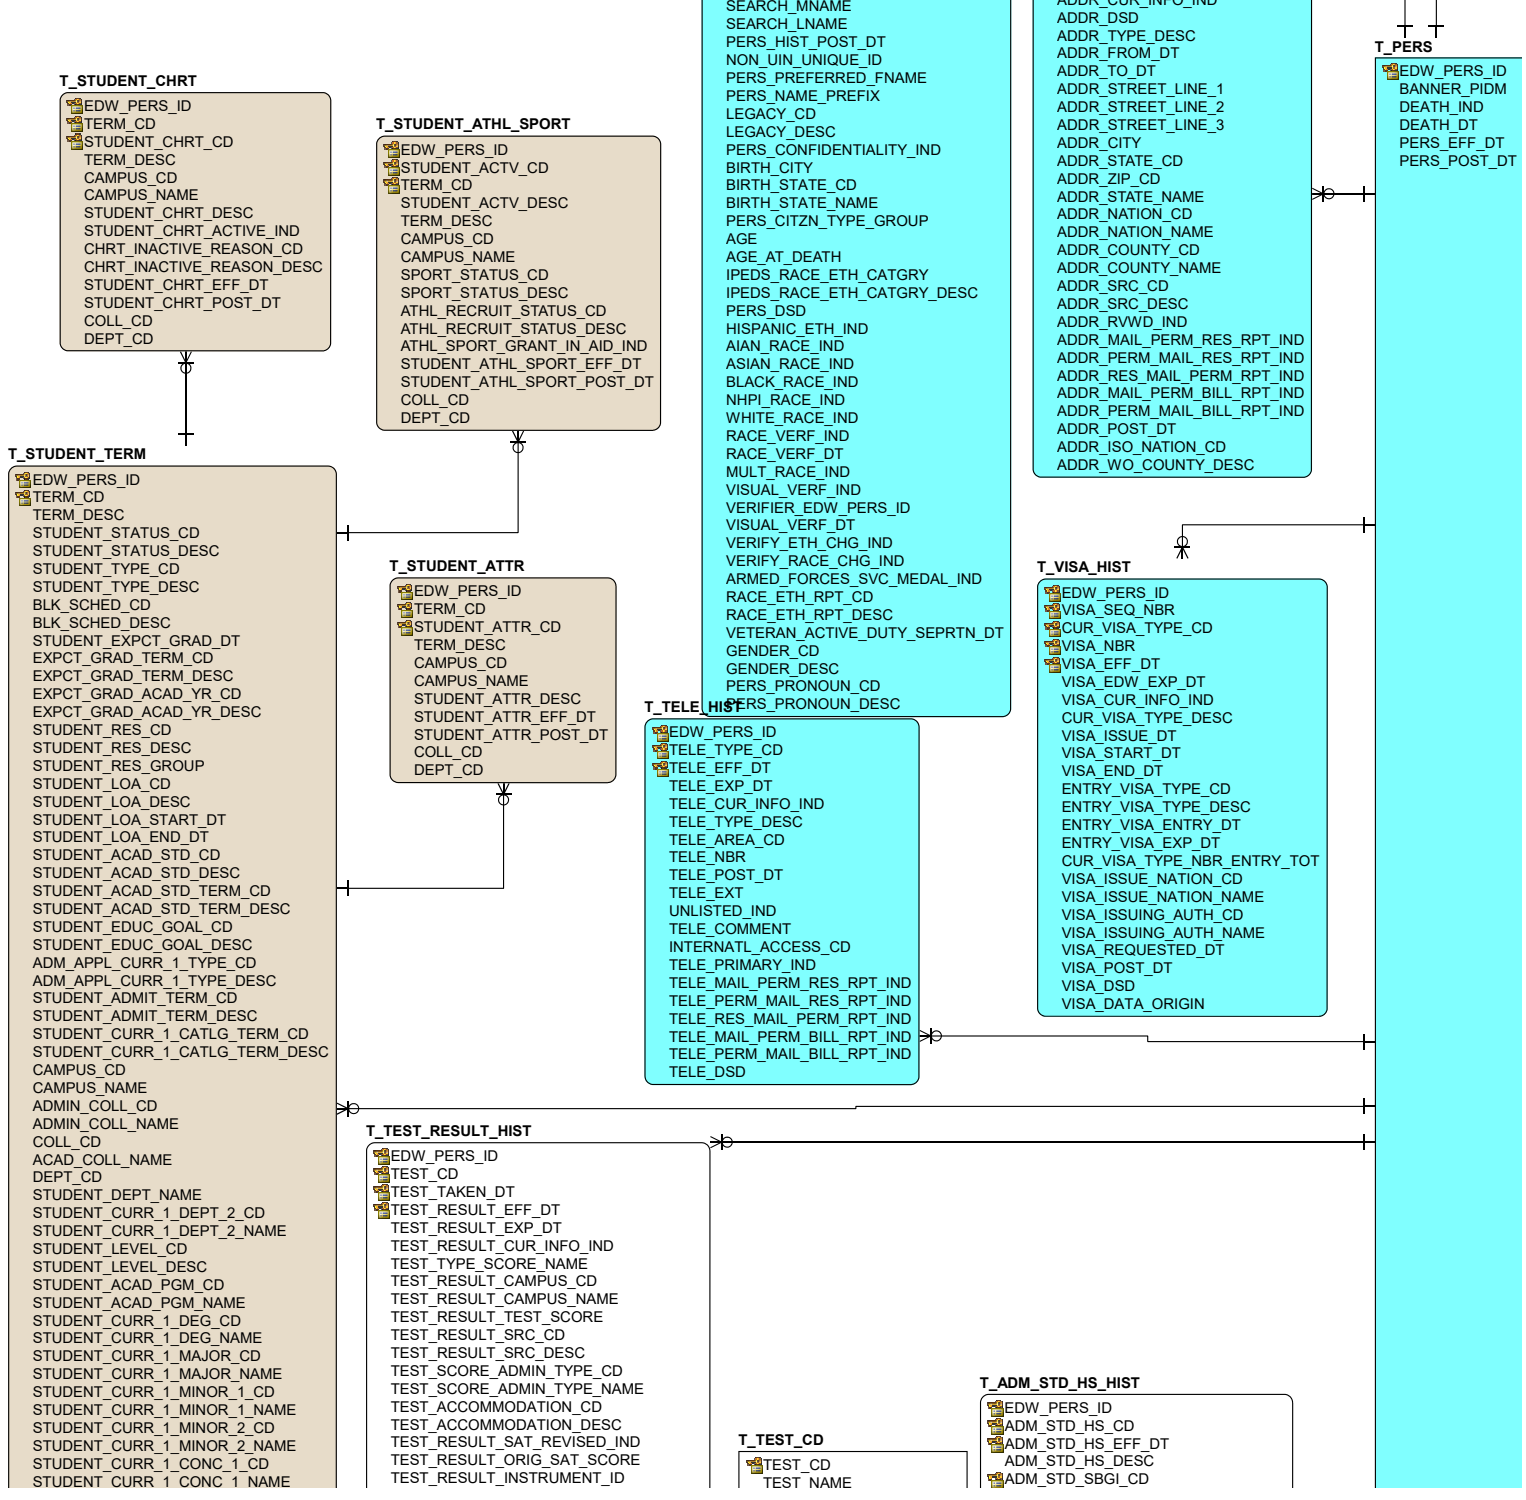 T_STUDENT_CHRT
EDW_PERS_ID
TERM_CD
STUDENT_CHRT_CD
TERM_DESC
CAMPUS_CD
CAMPUS_NAME
STUDENT_CHRT_DESC
STUDENT_CHRT_ACTIVE_IND
CHRT_INACTIVE_REASON_CD
CHRT_INACTIVE_REASON_DESC
STUDENT_CHRT_EFF_DT
STUDENT_CHRT_POST_DT
COLL_CD
DEPT_CD
T_STUDENT_TERM
EDW_PERS_ID
TERM_CD
TERM_DESC
STUDENT_STATUS_CD
STUDENT_STATUS_DESC
STUDENT_TYPE_CD
STUDENT_TYPE_DESC
BLK_SCHED_CD
BLK_SCHED_DESC
STUDENT_EXPCT_GRAD_DT
EXPCT_GRAD_TERM_CD
EXPCT_GRAD_TERM_DESC
EXPCT_GRAD_ACAD_YR_CD
EXPCT_GRAD_ACAD_YR_DESC
STUDENT_RES_CD
STUDENT_RES_DESC
STUDENT_RES_GROUP
STUDENT_LOA_CD
STUDENT_LOA_DESC
STUDENT_LOA_START_DT
STUDENT_LOA_END_DT
STUDENT_ACAD_STD_CD
STUDENT_ACAD_STD_DESC
STUDENT_ACAD_STD_TERM_CD
STUDENT_ACAD_STD_TERM_DESC
STUDENT_EDUC_GOAL_CD
STUDENT_EDUC_GOAL_DESC
ADM_APPL_CURR_1_TYPE_CD
ADM_APPL_CURR_1_TYPE_DESC
STUDENT_ADMIT_TERM_CD
STUDENT_ADMIT_TERM_DESC
STUDENT_CURR_1_CATLG_TERM_CD
STUDENT_CURR_1_CATLG_TERM_DESC
CAMPUS_CD
CAMPUS_NAME
ADMIN_COLL_CD
ADMIN_COLL_NAME
COLL_CD
ACAD_COLL_NAME
DEPT_CD
STUDENT_DEPT_NAME
STUDENT_CURR_1_DEPT_2_CD
STUDENT_CURR_1_DEPT_2_NAME
STUDENT_LEVEL_CD
STUDENT_LEVEL_DESC
STUDENT_ACAD_PGM_CD
STUDENT_ACAD_PGM_NAME
STUDENT_CURR_1_DEG_CD
STUDENT_CURR_1_DEG_NAME
STUDENT_CURR_1_MAJOR_CD
STUDENT_CURR_1_MAJOR_NAME
STUDENT_CURR_1_MINOR_1_CD
STUDENT_CURR_1_MINOR_1_NAME
STUDENT_CURR_1_MINOR_2_CD
STUDENT_CURR_1_MINOR_2_NAME
STUDENT_CURR_1_CONC_1_CD
STUDENT_CURR_1_CONC_1_NAME
T_STUDENT_ATHL_SPORT
EDW_PERS_ID
STUDENT_ACTV_CD
TERM_CD
STUDENT_ACTV_DESC
TERM_DESC
CAMPUS_CD
CAMPUS_NAME
SPORT_STATUS_CD
SPORT_STATUS_DESC
ATHL_RECRUIT_STATUS_CD
ATHL_RECRUIT_STATUS_DESC
ATHL_SPORT_GRANT_IN_AID_IND
STUDENT_ATHL_SPORT_EFF_DT
STUDENT_ATHL_SPORT_POST_DT
COLL_CD
DEPT_CD
T_STUDENT_ATTR
EDW_PERS_ID
TERM_CD
STUDENT_ATTR_CD
TERM_DESC
CAMPUS_CD
CAMPUS_NAME
STUDENT_ATTR_DESC
STUDENT_ATTR_EFF_DT
STUDENT_ATTR_POST_DT
COLL_CD
DEPT_CD
SEARCH_MNAME
SEARCH_LNAME
PERS_HIST_POST_DT
NON_UIN_UNIQUE_ID
PERS_PREFERRED_FNAME
PERS_NAME_PREFIX
LEGACY_CD
LEGACY_DESC
PERS_CONFIDENTIALITY_IND
BIRTH_CITY
BIRTH_STATE_CD
BIRTH_STATE_NAME
PERS_CITZN_TYPE_GROUP
AGE
AGE_AT_DEATH
IPEDS_RACE_ETH_CATGRY
IPEDS_RACE_ETH_CATGRY_DESC
PERS_DSD
HISPANIC_ETH_IND
AIAN_RACE_IND
ASIAN_RACE_IND
BLACK_RACE_IND
NHPI_RACE_IND
WHITE_RACE_IND
RACE_VERF_IND
RACE_VERF_DT
MULT_RACE_IND
VISUAL_VERF_IND
VERIFIER_EDW_PERS_ID
VISUAL_VERF_DT
VERIFY_ETH_CHG_IND
VERIFY_RACE_CHG_IND
ARMED_FORCES_SVC_MEDAL_IND
RACE_ETH_RPT_CD
RACE_ETH_RPT_DESC
VETERAN_ACTIVE_DUTY_SEPRTN_DT
GENDER_CD
GENDER_DESC
PERS_PRONOUN_CD
PERS_PRONOUN_DESC
T_TELE_HIST
EDW_PERS_ID
TELE_TYPE_CD
TELE_EFF_DT
TELE_EXP_DT
TELE_CUR_INFO_IND
TELE_TYPE_DESC
TELE_AREA_CD
TELE_NBR
TELE_POST_DT
TELE_EXT
UNLISTED_IND
TELE_COMMENT
INTERNATL_ACCESS_CD
TELE_PRIMARY_IND
TELE_MAIL_PERM_RES_RPT_IND
TELE_PERM_MAIL_RES_RPT_IND
TELE_RES_MAIL_PERM_RPT_IND
TELE_MAIL_PERM_BILL_RPT_IND
TELE_PERM_MAIL_BILL_RPT_IND
TELE_DSD
ADDR_CUR_INFO_IND
ADDR_DSD
ADDR_TYPE_DESC
ADDR_FROM_DT
ADDR_TO_DT
ADDR_STREET_LINE_1
ADDR_STREET_LINE_2
ADDR_STREET_LINE_3
ADDR_CITY
ADDR_STATE_CD
ADDR_ZIP_CD
ADDR_STATE_NAME
ADDR_NATION_CD
ADDR_NATION_NAME
ADDR_COUNTY_CD
ADDR_COUNTY_NAME
ADDR_SRC_CD
ADDR_SRC_DESC
ADDR_RVWD_IND
ADDR_MAIL_PERM_RES_RPT_IND
ADDR_PERM_MAIL_RES_RPT_IND
ADDR_RES_MAIL_PERM_RPT_IND
ADDR_MAIL_PERM_BILL_RPT_IND
ADDR_PERM_MAIL_BILL_RPT_IND
ADDR_POST_DT
ADDR_ISO_NATION_CD
ADDR_WO_COUNTY_DESC
T_VISA_HIST
EDW_PERS_ID
VISA_SEQ_NBR
CUR_VISA_TYPE_CD
VISA_NBR
VISA_EFF_DT
VISA_EDW_EXP_DT
VISA_CUR_INFO_IND
CUR_VISA_TYPE_DESC
VISA_ISSUE_DT
VISA_START_DT
VISA_END_DT
ENTRY_VISA_TYPE_CD
ENTRY_VISA_TYPE_DESC
ENTRY_VISA_ENTRY_DT
ENTRY_VISA_EXP_DT
CUR_VISA_TYPE_NBR_ENTRY_TOT
VISA_ISSUE_NATION_CD
VISA_ISSUE_NATION_NAME
VISA_ISSUING_AUTH_CD
VISA_ISSUING_AUTH_NAME
VISA_REQUESTED_DT
VISA_POST_DT
VISA_DSD
VISA_DATA_ORIGIN
T_PERS
EDW_PERS_ID
BANNER_PIDM
DEATH_IND
DEATH_DT
PERS_EFF_DT
PERS_POST_DT
T_TEST_RESULT_HIST
EDW_PERS_ID
TEST_CD
TEST_TAKEN_DT
TEST_RESULT_EFF_DT
TEST_RESULT_EXP_DT
TEST_RESULT_CUR_INFO_IND
TEST_TYPE_SCORE_NAME
TEST_RESULT_CAMPUS_CD
TEST_RESULT_CAMPUS_NAME
TEST_RESULT_TEST_SCORE
TEST_RESULT_SRC_CD
TEST_RESULT_SRC_DESC
TEST_SCORE_ADMIN_TYPE_CD
TEST_SCORE_ADMIN_TYPE_NAME
TEST_ACCOMMODATION_CD
TEST_ACCOMMODATION_DESC
TEST_RESULT_SAT_REVISED_IND
TEST_RESULT_ORIG_SAT_SCORE
TEST_RESULT_INSTRUMENT_ID
T_TEST_CD
TEST_CD
TEST_NAME
T_ADM_STD_HS_HIST
EDW_PERS_ID
ADM_STD_HS_CD
ADM_STD_HS_EFF_DT
ADM_STD_HS_DESC
ADM_STD_SBGI_CD